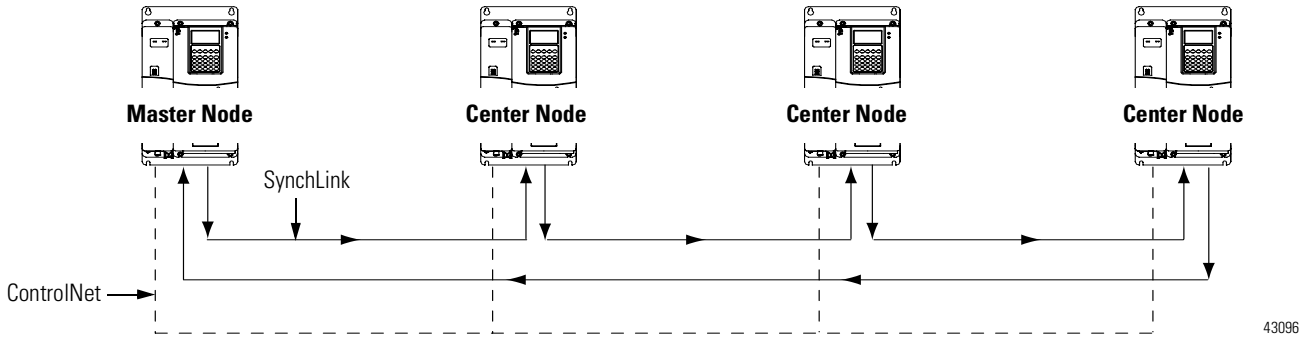 Master Node
Center Node
Center Node
Center Node
SynchLink
ControlNet
43096